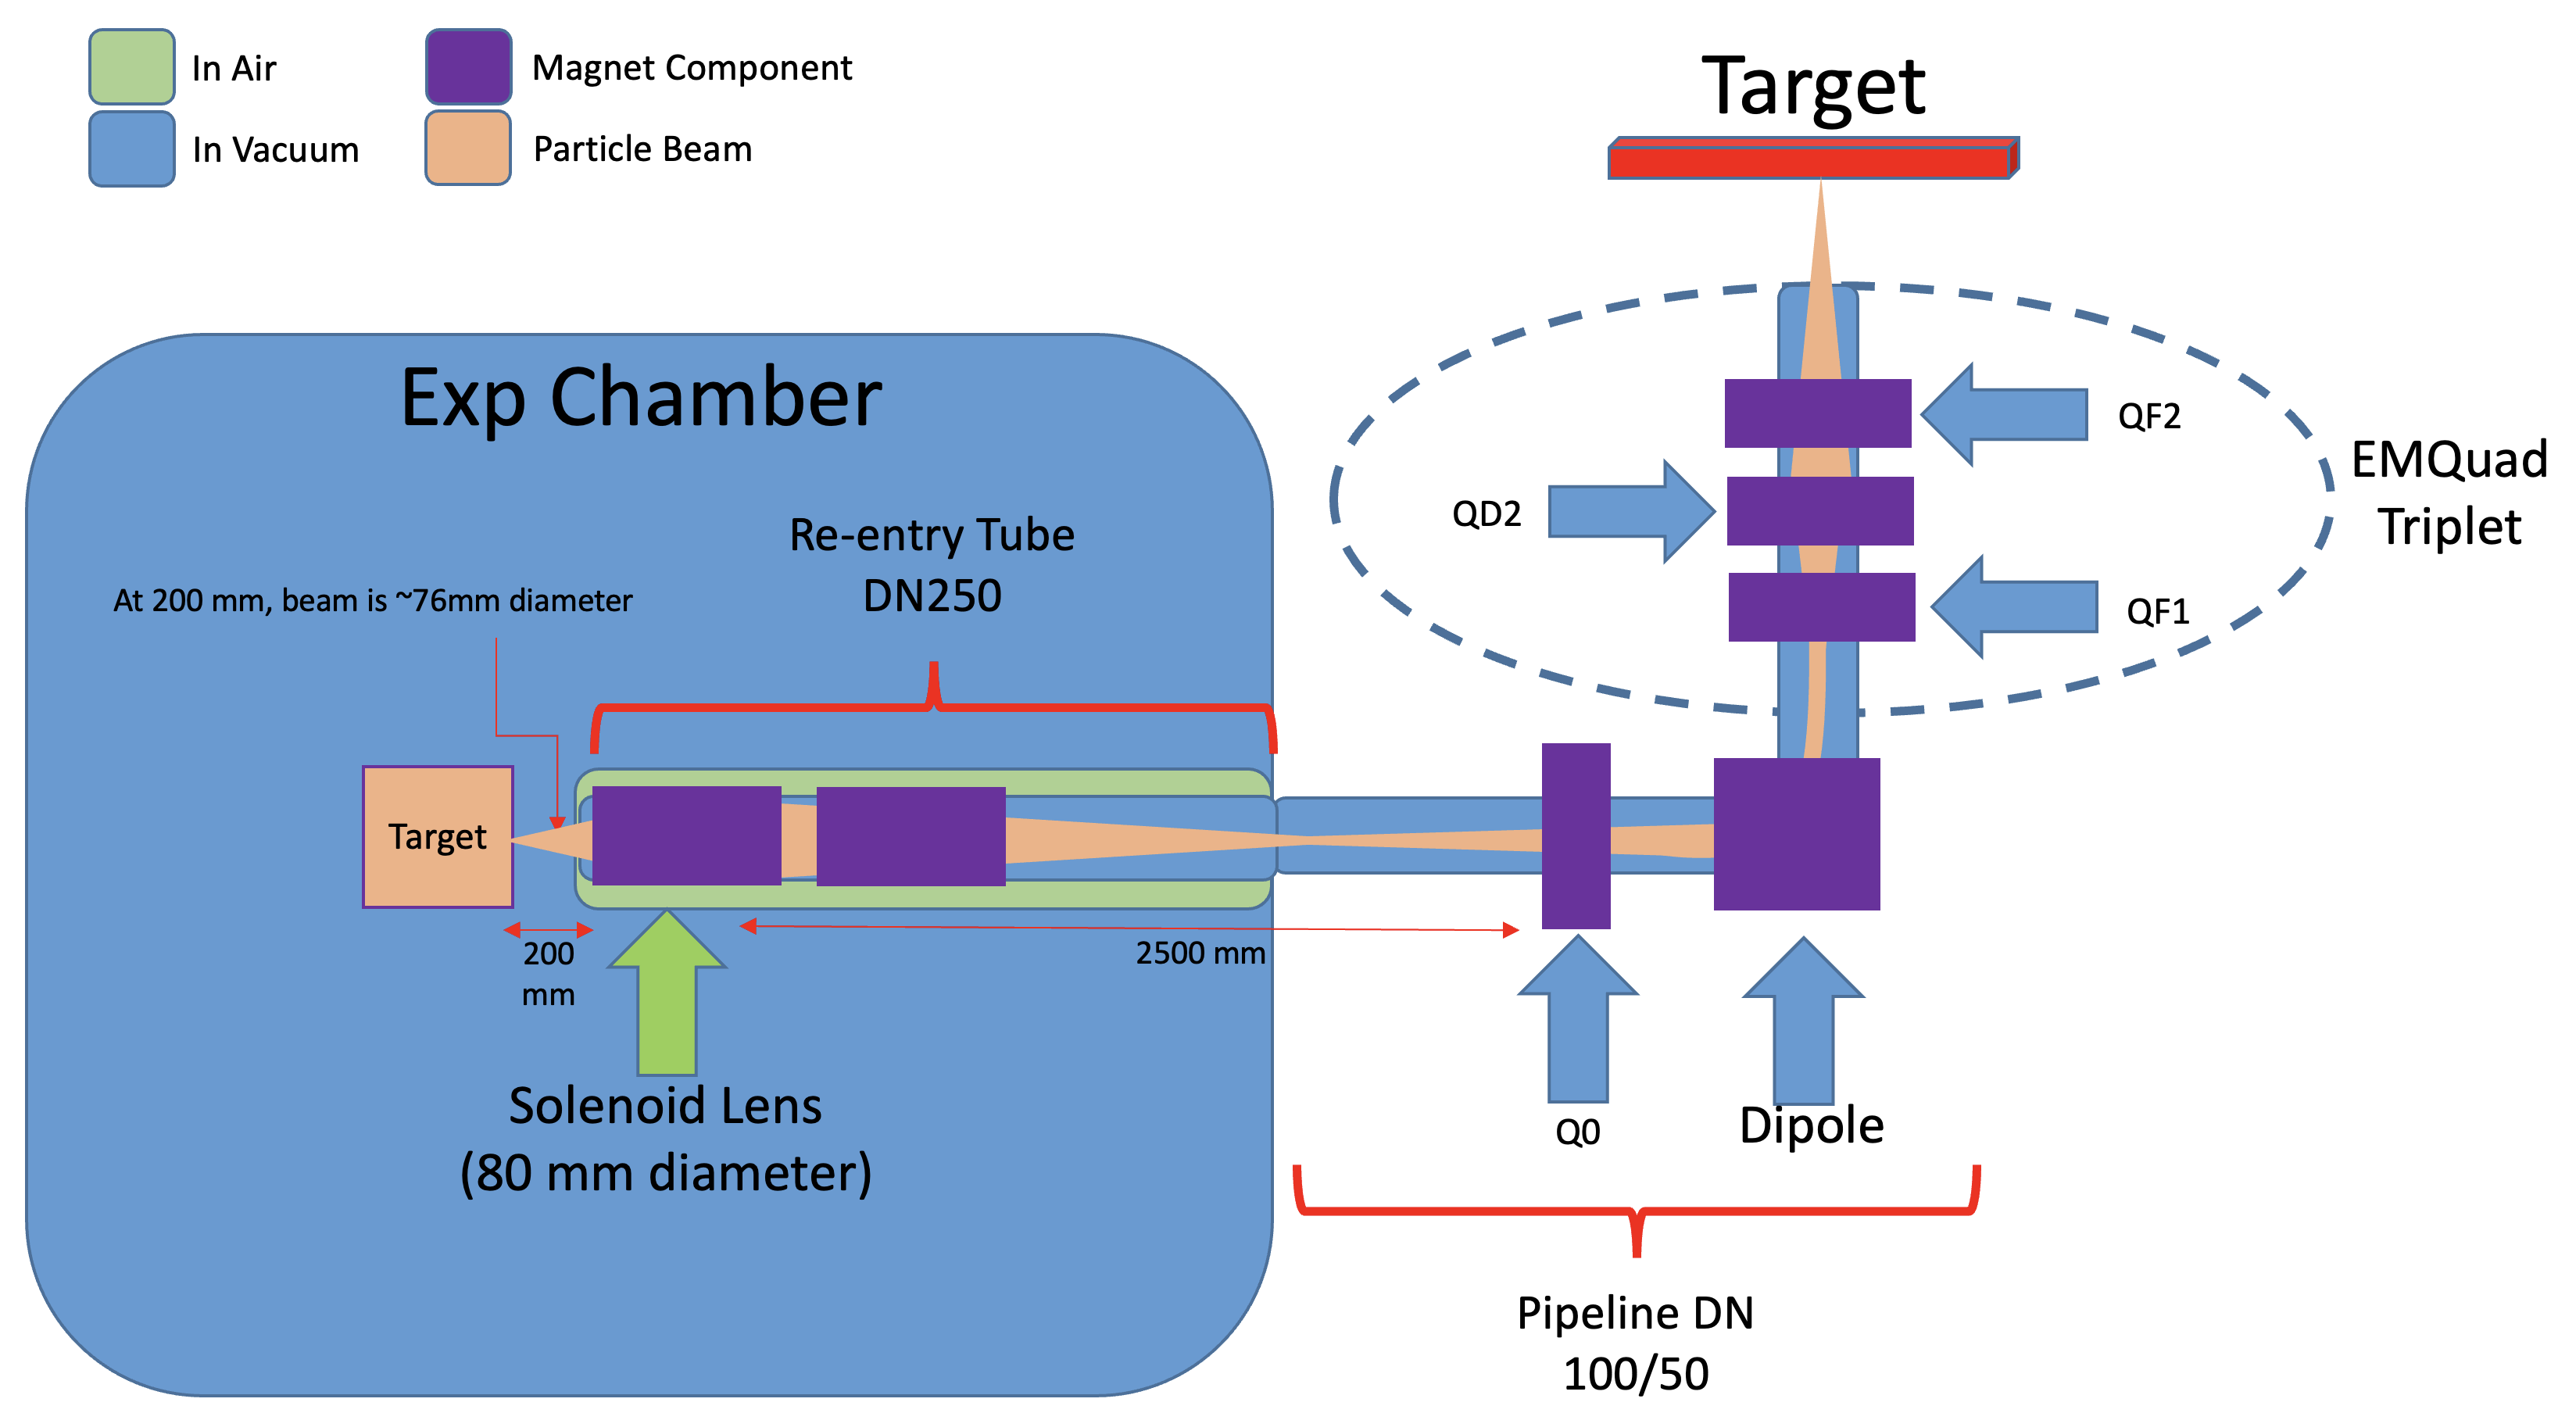 In Air
Magnet Component
In Vacuum
Particle Beam
Target
Exp Chamber
QF2
EMQuad
Triplet
QD2
Re-entry Tube
DN250
At 200 mm, beam is ~76mm diameter
QF1
Target
200
mm
2500 mm
Solenoid Lens
(80 mm diameter)
Q0
Dipole
Pipeline DN
100/50